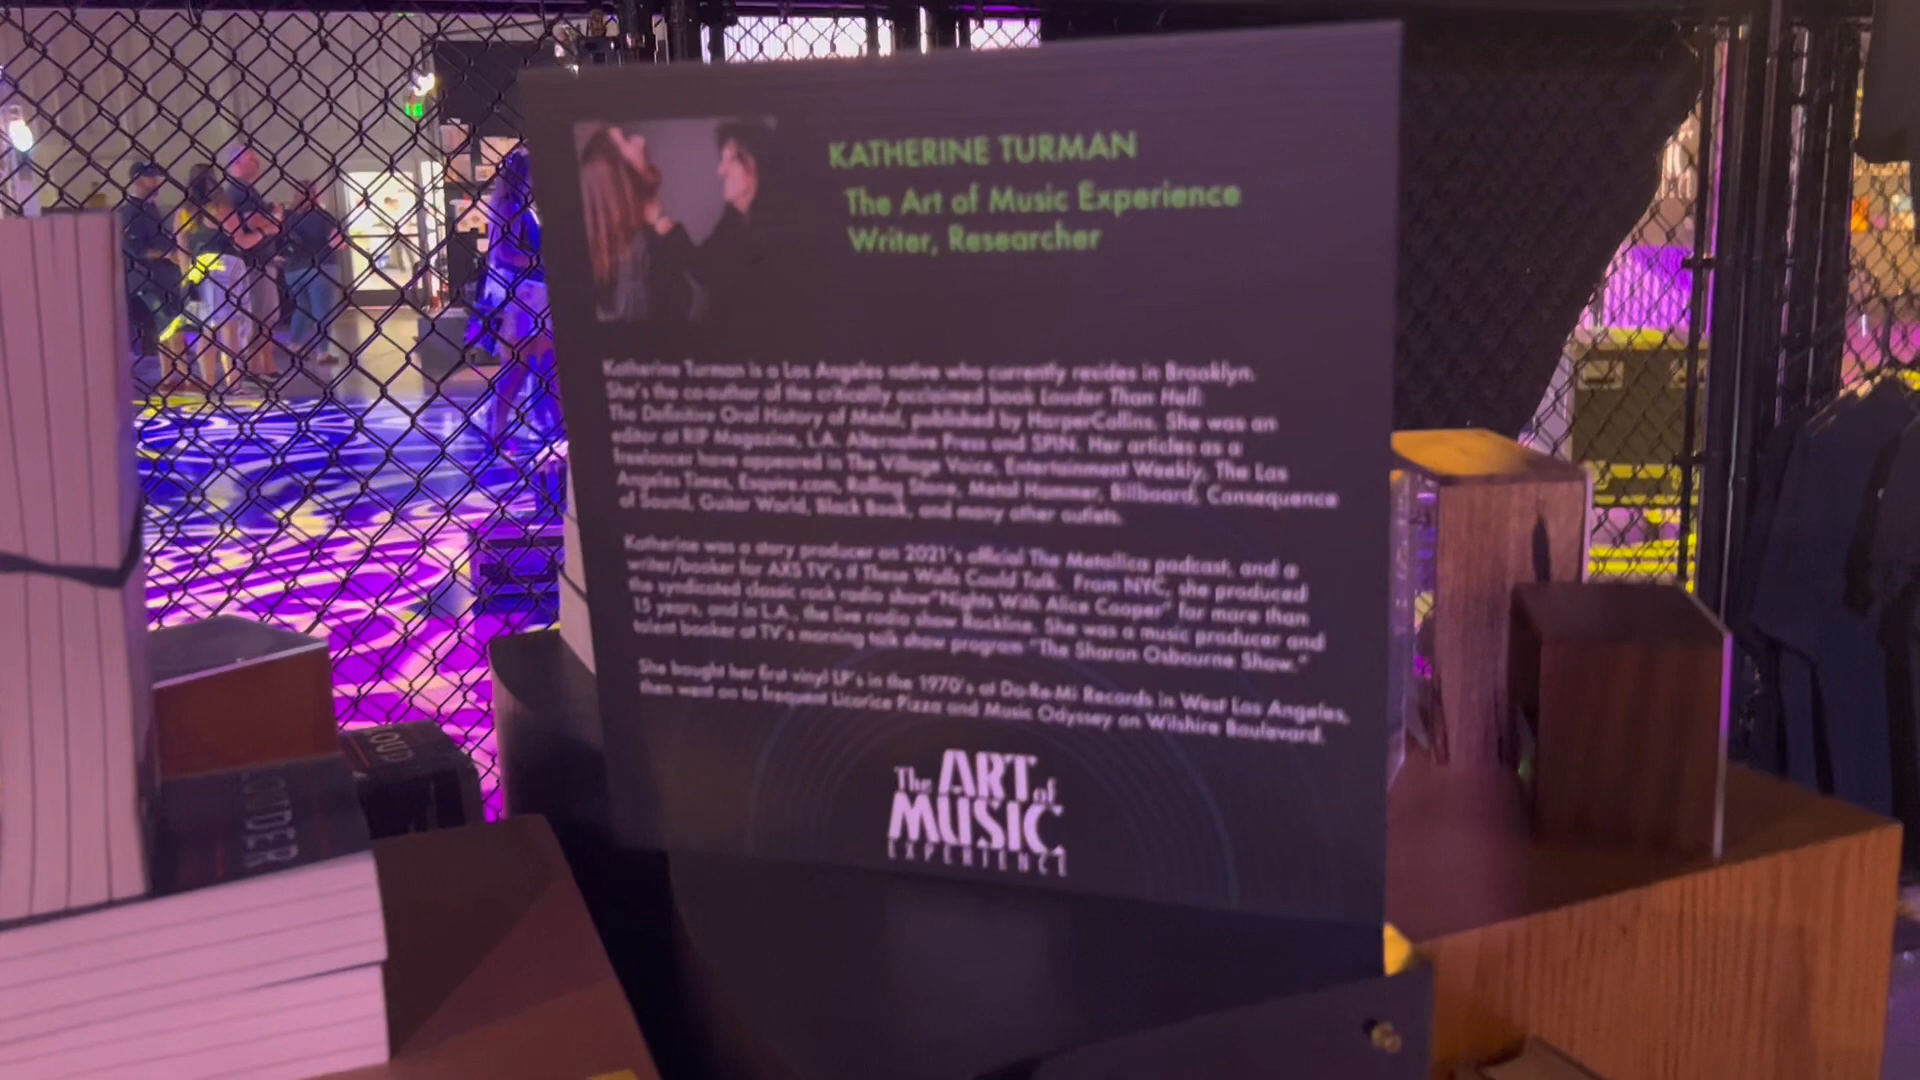 KATHERINE TURMAN
The Art of Music Experience
Writer, Researcher
Katherine Turman is a Los Angeles native who currently resides in Brooklyn.
She's the co-author of the critically acclaimed book Louder Than Hell:
The Definitive Oral History of Metal, published by HarperCollins. She was an
editor at RIP Magazine, L.A. Alternative Press and SPIN. Her articles as a
freelancer have appeared in The Village Voice, Entertainment Weekly, The Los
Angeles Times, Esquire.com, Rolling Stone, Metal Hammer, Billboard, Consequence
of Sound, Guitar World, Black Book, and many other outlets.
Katherine was a story producer on 2021's official The Metallica podcast, and a
writer/booker for AXS TV's If These Walls Could Talk. From NYC, she produced
the syndicated classic rock radio show "Nights With Alice Cooper" for more than
15 years, and in L.A., the live radio show Rockline. She was a music producer and
talent booker at TV's morning talk show program "The Sharon Osbourne Show."
She bought her first vinyl LP's in the 1970's at Do-Re-Mi Records in West Los Angeles,
then went on to frequent Licorice Pizza and Music Odyssey on Wilshire Boulevard.
The ART of
MUSIC
EXPERIENCE
LOUDER